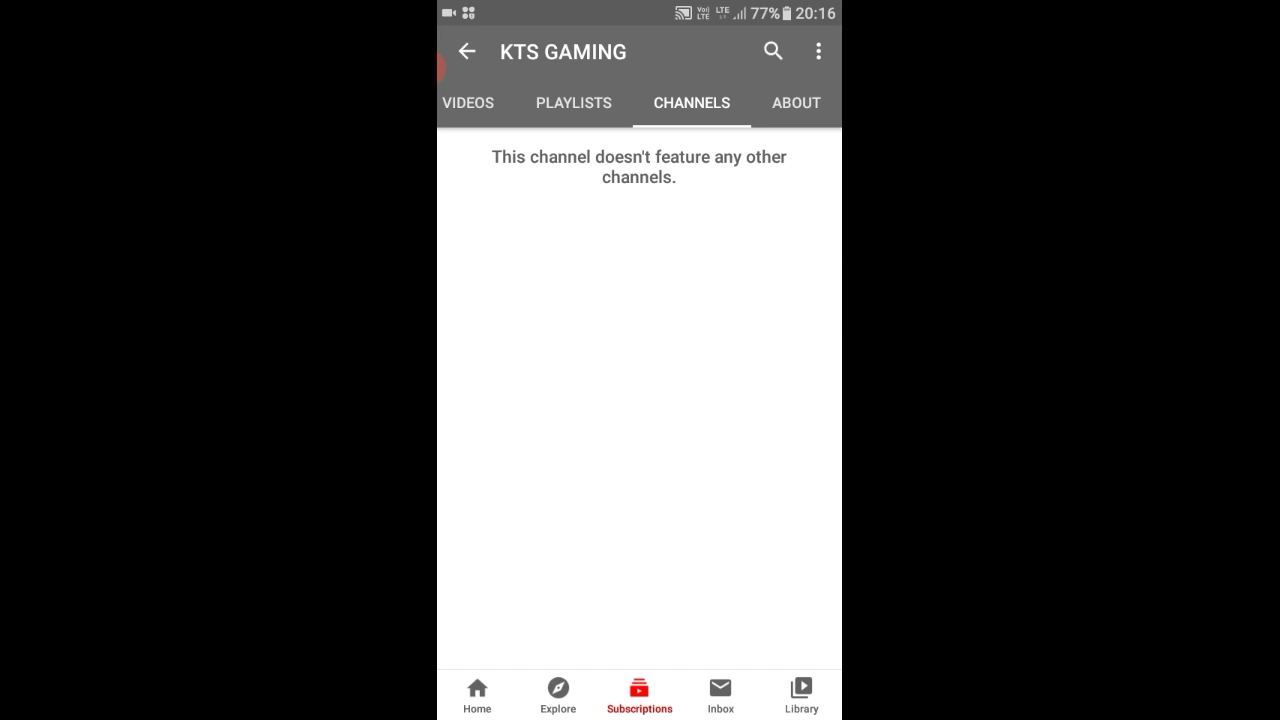 77% 20:16
KTS GAMING
VIDEOS PLAYLISTS CHANNELS ABOUT
This channel doesn't feature any other
channels.
Home Explore Subscriptions Inbox Library